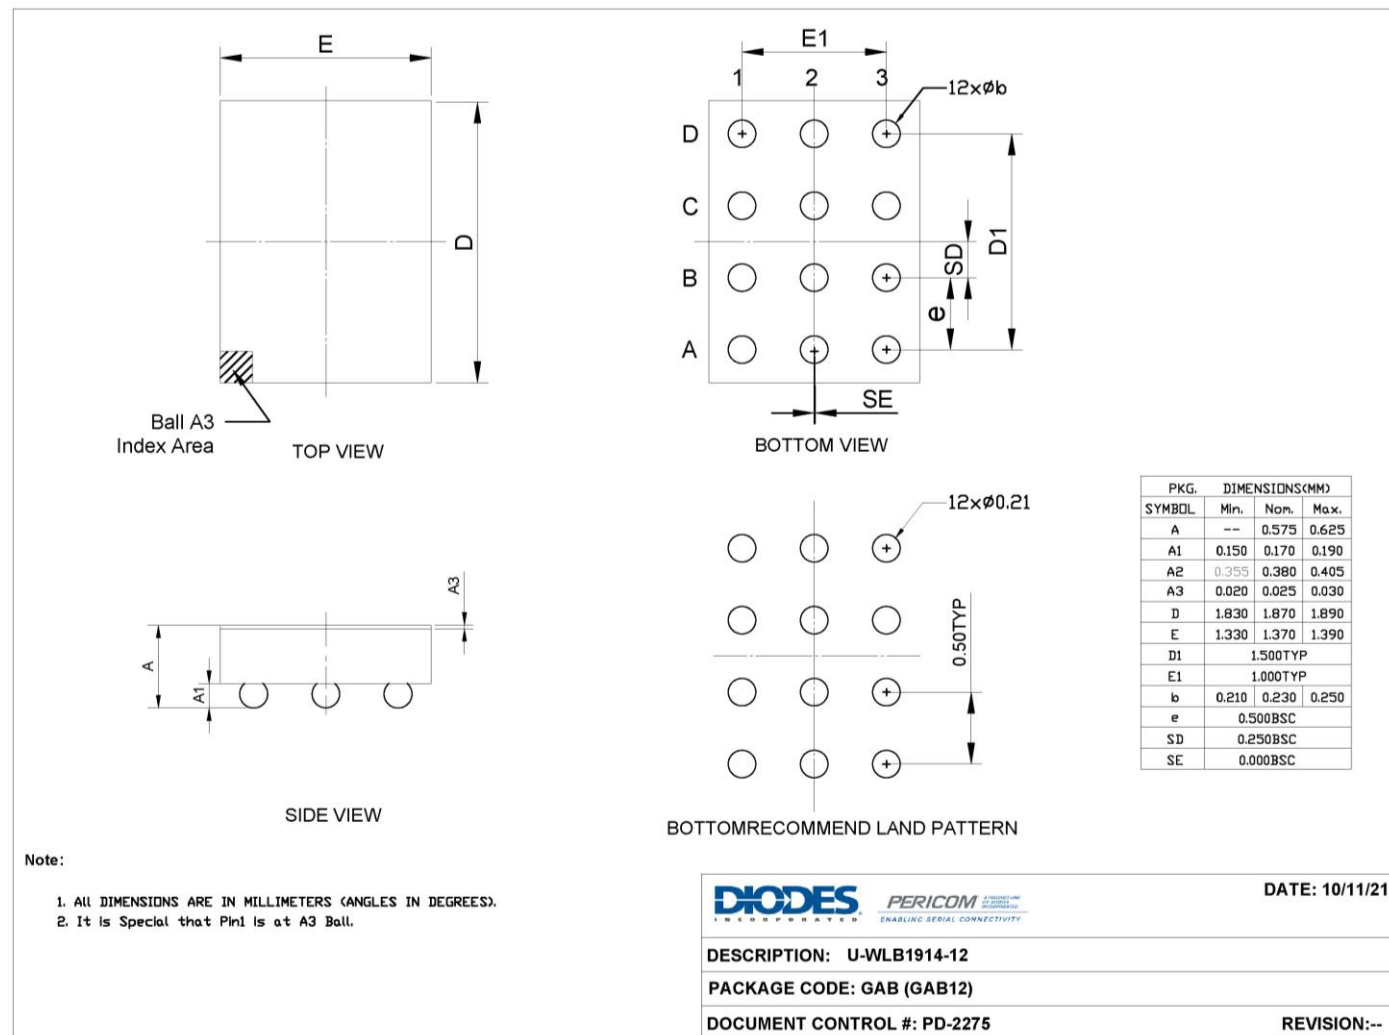 E
D
Ball A3
Index Area
TOP VIEW
E1
1 2 3
12xØb
D
C
B
A
SD
D1
e
SE
BOTTOM VIEW
A
A1
A3
SIDE VIEW
12xØ0.21
0.50TYP
BOTTOMRECOMMEND LAND PATTERN
PKG. DIMENSIONS(MM)
SYMBOL Min. Nom. Max.
A -- 0.575 0.625
A1 0.150 0.170 0.190
A2 0.355 0.380 0.405
A3 0.020 0.025 0.030
D 1.830 1.870 1.890
E 1.330 1.370 1.390
D1 1.500TYP
E1 1.000TYP
b 0.210 0.230 0.250
e 0.500BSC
SD 0.250BSC
SE 0.000BSC
Note:
1. All DIMENSIONS ARE IN MILLIMETERS (ANGLES IN DEGREES).
2. It is Special that Pin1 is at A3 Ball.
DIODES
INCORPORATED
PERICOM
A PRODUCT LINE OF DIODES INCORPORATED
ENABLING SERIAL CONNECTIVITY
DATE: 10/11/21
DESCRIPTION: U-WLB1914-12
PACKAGE CODE: GAB (GAB12)
DOCUMENT CONTROL #: PD-2275 REVISION:--